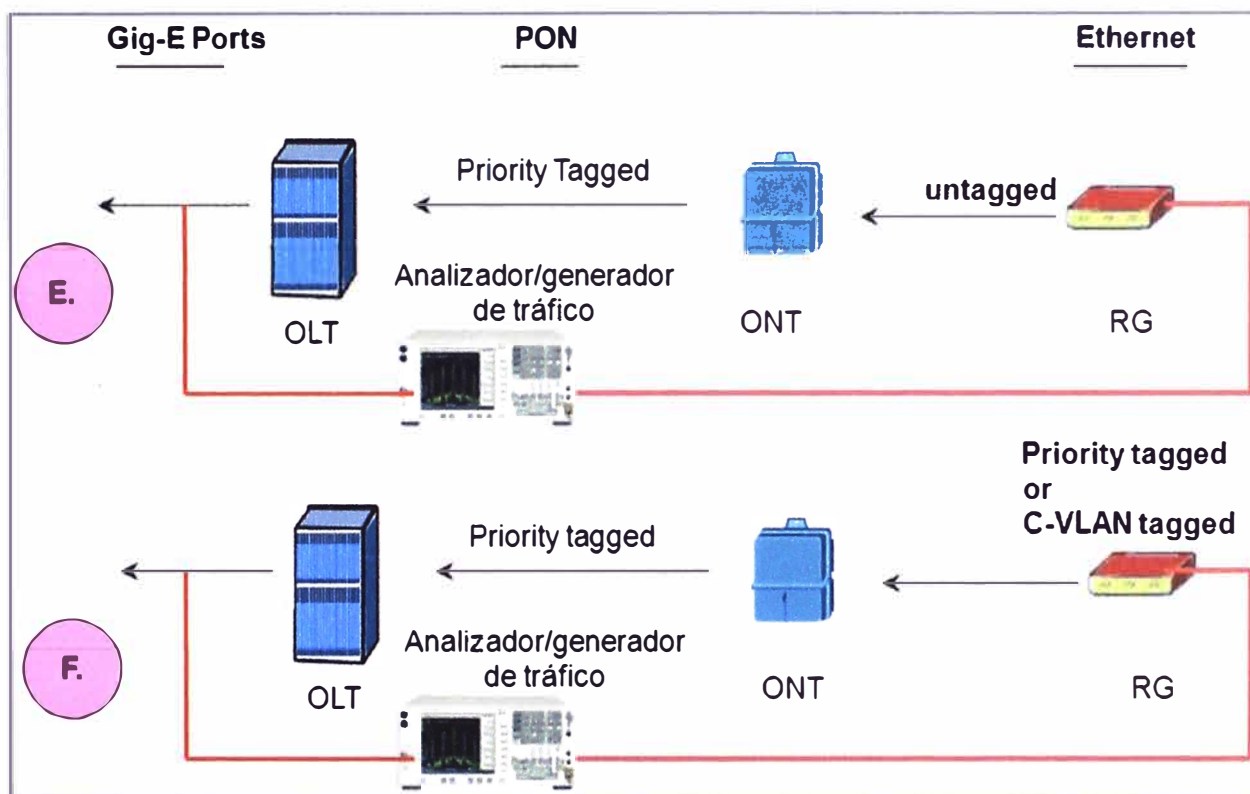 Gig-E Ports
PON
Ethernet
Priority Tagged
untagged
E.
Analizador/generador
de tráfico
OLT
ONT
RG
Priority tagged
or
C-VLAN tagged
Priority tagged
F.
Analizador/generador
de tráfico
OLT
ONT
RG